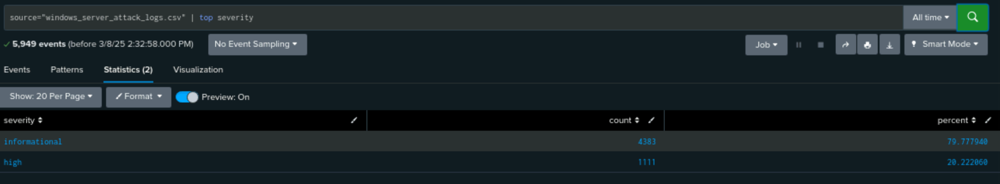 source="windows_server_attack_logs.csv" | top severity
All time
5,949 events (before 3/8/25 2:32:58.000 PM)
No Event Sampling
Job
Smart Mode
Events
Patterns
Statistics (2)
Visualization
Show: 20 Per Page
Format
Preview: On
severity
count
percent
informational
4383
79.777940
high
1111
20.222060